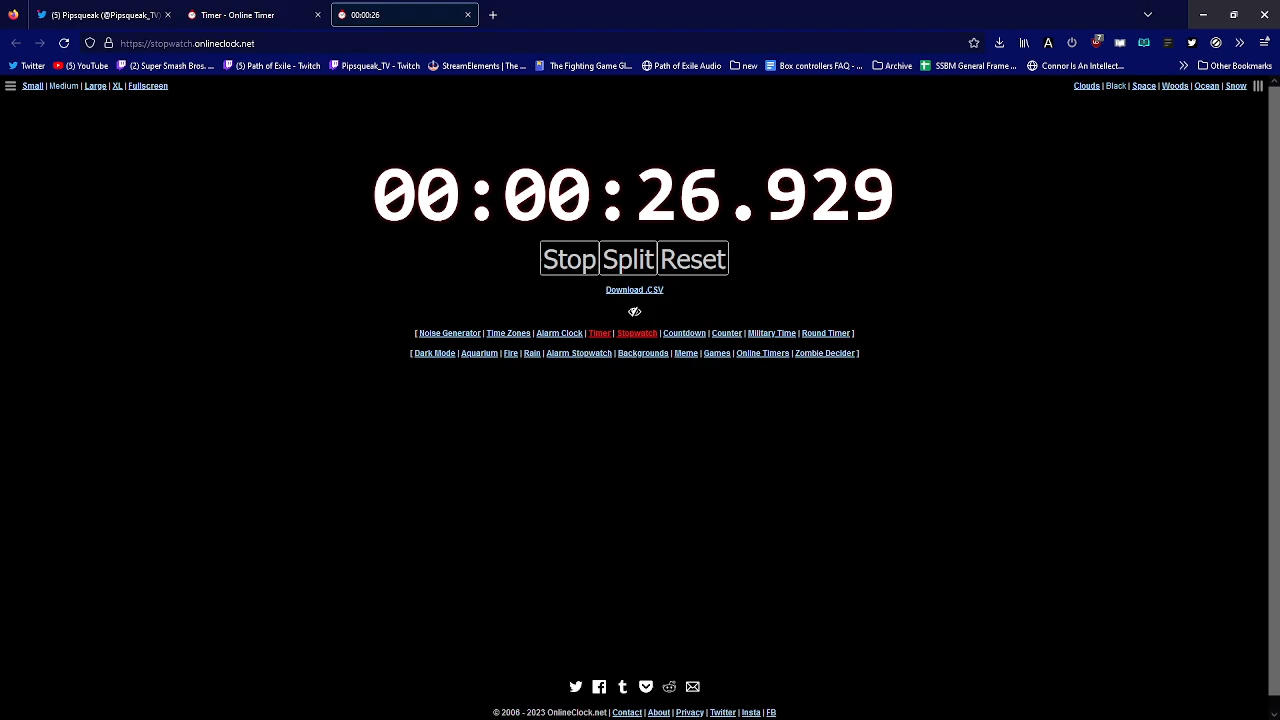 (5) Pipsqueak (@Pipsqueak_TV)
Timer - Online Timer
00:00:26
https://stopwatch.onlineclock.net
Twitter
(5) YouTube
(2) Super Smash Bros. ...
(5) Path of Exile - Twitch
Pipsqueak_TV - Twitch
StreamElements | The ...
The Fighting Game Gl...
Path of Exile Audio
new
Box controllers FAQ - ...
Archive
SSBM General Frame ...
Connor Is An Intellect...
Other Bookmarks
Small | Medium | Large | XL | Fullscreen
Clouds | Black | Space | Woods | Ocean | Snow
00:00:26.929
Stop Split Reset
Download .CSV
[ Noise Generator | Time Zones | Alarm Clock | Timer | Stopwatch | Countdown | Counter | Military Time | Round Timer ]
[ Dark Mode | Aquarium | Fire | Rain | Alarm Stopwatch | Backgrounds | Meme | Games | Online Timers | Zombie Decider ]
© 2006 - 2023 OnlineClock.net | Contact | About | Privacy | Twitter | Insta | FB